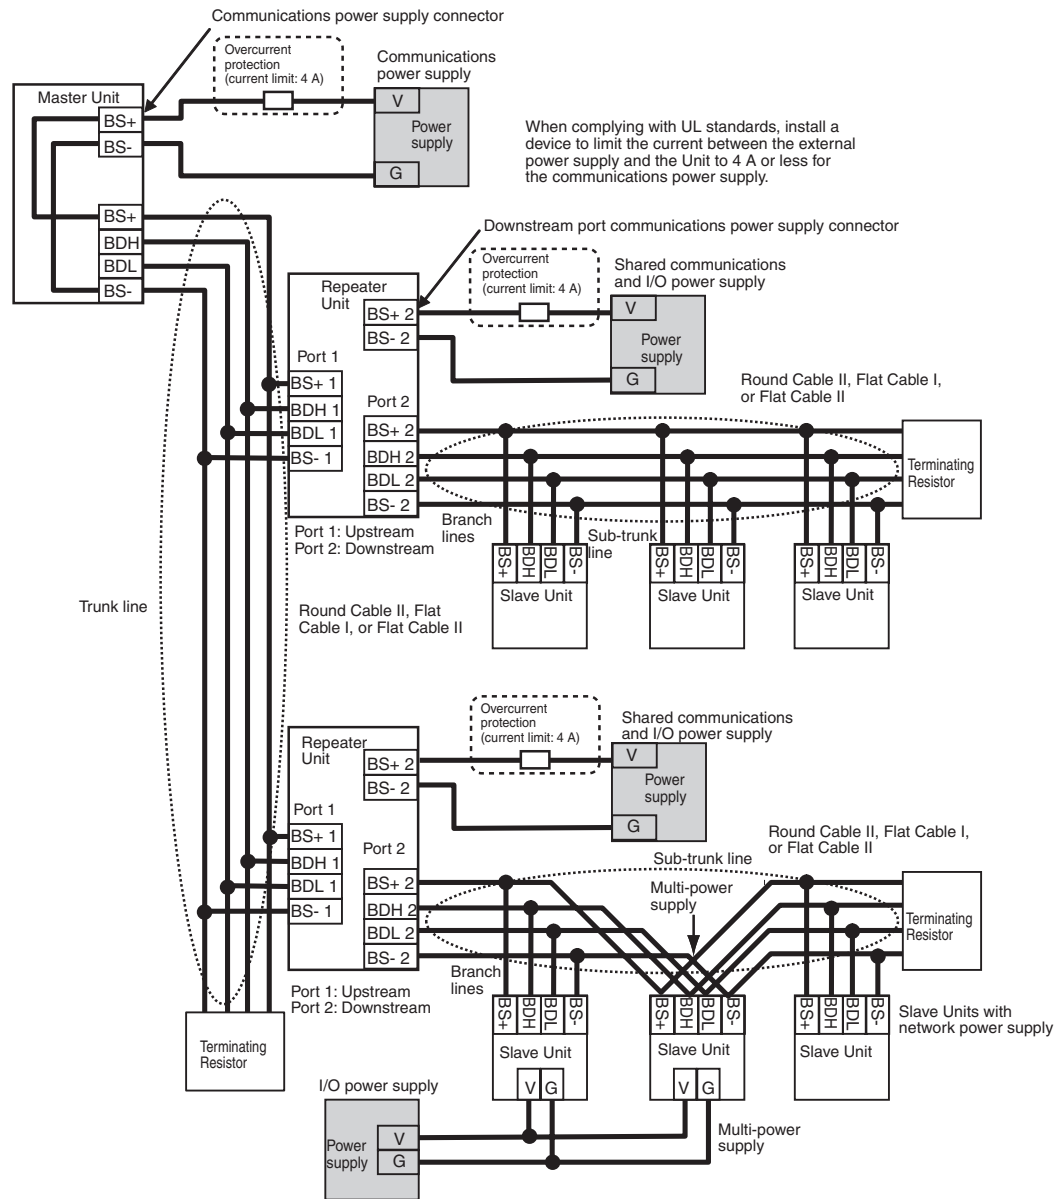 Communications power supply connector
Overcurrent
protection
(current limit: 4 A)
Communications
power supply
Master Unit
BS+
BS-
V
Power
supply
G
When complying with UL standards, install a
device to limit the current between the external
power supply and the Unit to 4 A or less for
the communications power supply.
BS+
BDH
BDL
BS-
Downstream port communications power supply connector
Overcurrent
protection
(current limit: 4 A)
Shared communications
and I/O power supply
Repeater
Unit
BS+ 2
BS- 2
V
Power
supply
G
Port 1
BS+ 1
BDH 1
BDL 1
BS- 1
Port 2
BS+ 2
BDH 2
BDL 2
BS- 2
Round Cable II, Flat Cable I,
or Flat Cable II
Terminating
Resistor
Port 1: Upstream
Port 2: Downstream
Branch
lines
Sub-trunk
line
BS+
BDH
BDL
BS-
Slave Unit
BS+
BDH
BDL
BS-
Slave Unit
BS+
BDH
BDL
BS-
Slave Unit
Trunk line
Round Cable II, Flat
Cable I, or Flat Cable II
Overcurrent
protection
(current limit: 4 A)
Shared communications
and I/O power supply
Repeater
Unit
BS+ 2
BS- 2
V
Power
supply
G
Port 1
BS+ 1
BDH 1
BDL 1
BS- 1
Port 2
BS+ 2
BDH 2
BDL 2
BS- 2
Round Cable II, Flat Cable I,
or Flat Cable II
Sub-trunk line
Multi-power
supply
Terminating
Resistor
Port 1: Upstream
Port 2: Downstream
Branch
lines
BS+
BDH
BDL
BS-
Slave Unit
V
G
BS+
BDH
BDL
BS-
Slave Unit
V
G
BS+
BDH
BDL
BS-
Slave Unit
Slave Units with
network power supply
Terminating
Resistor
I/O power supply
Power
supply
V
G
Multi-power
supply